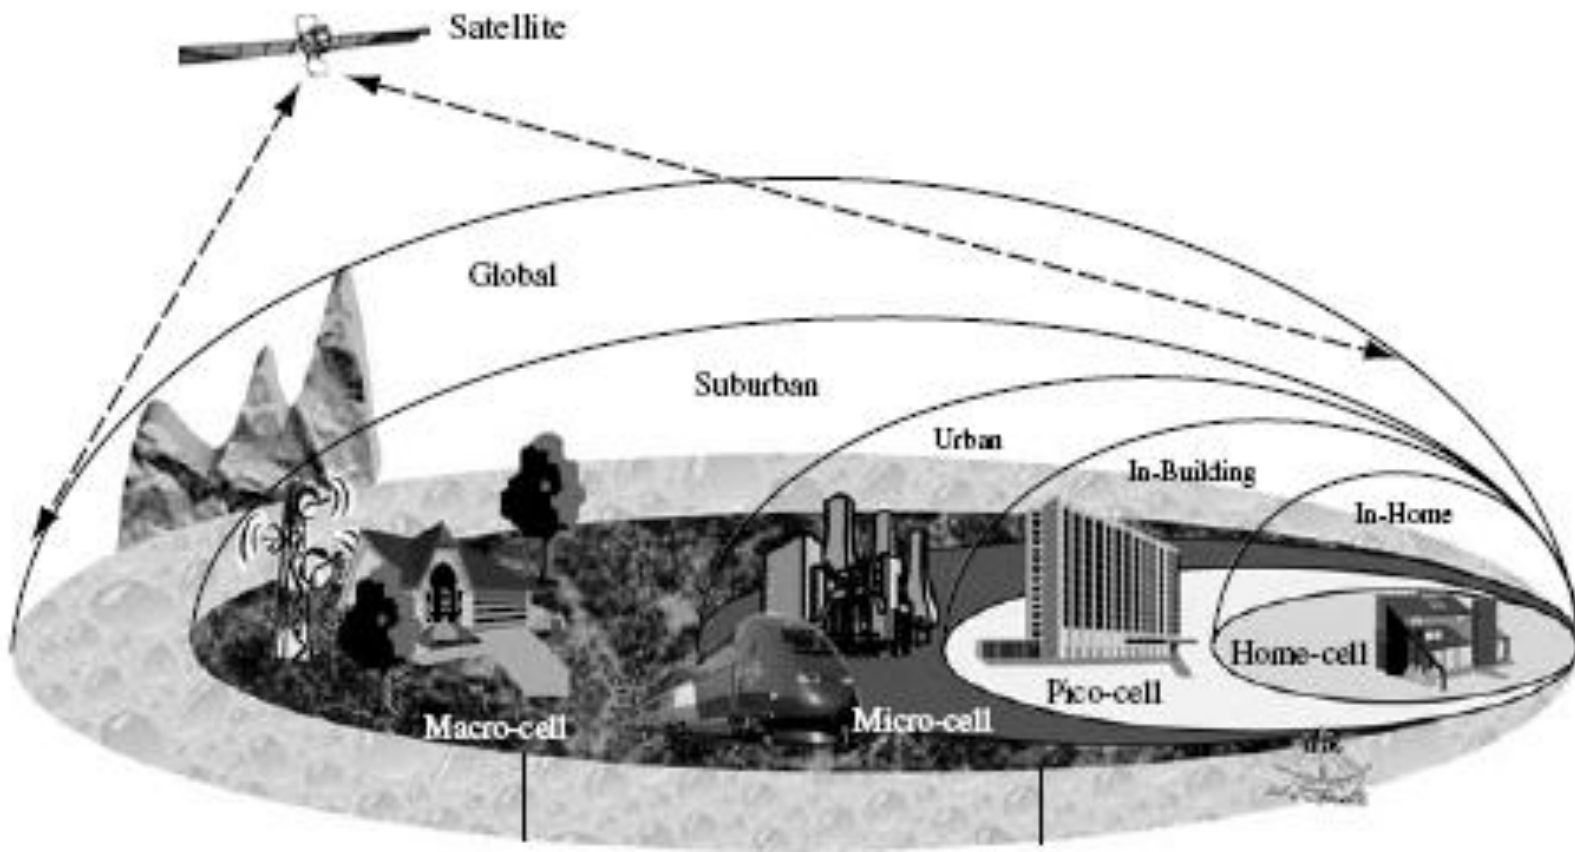 Satellite
Global
Suburban
Urban
In-Building
In-Home
Home-cell
Pico-cell
Macro-cell
Micro-cell